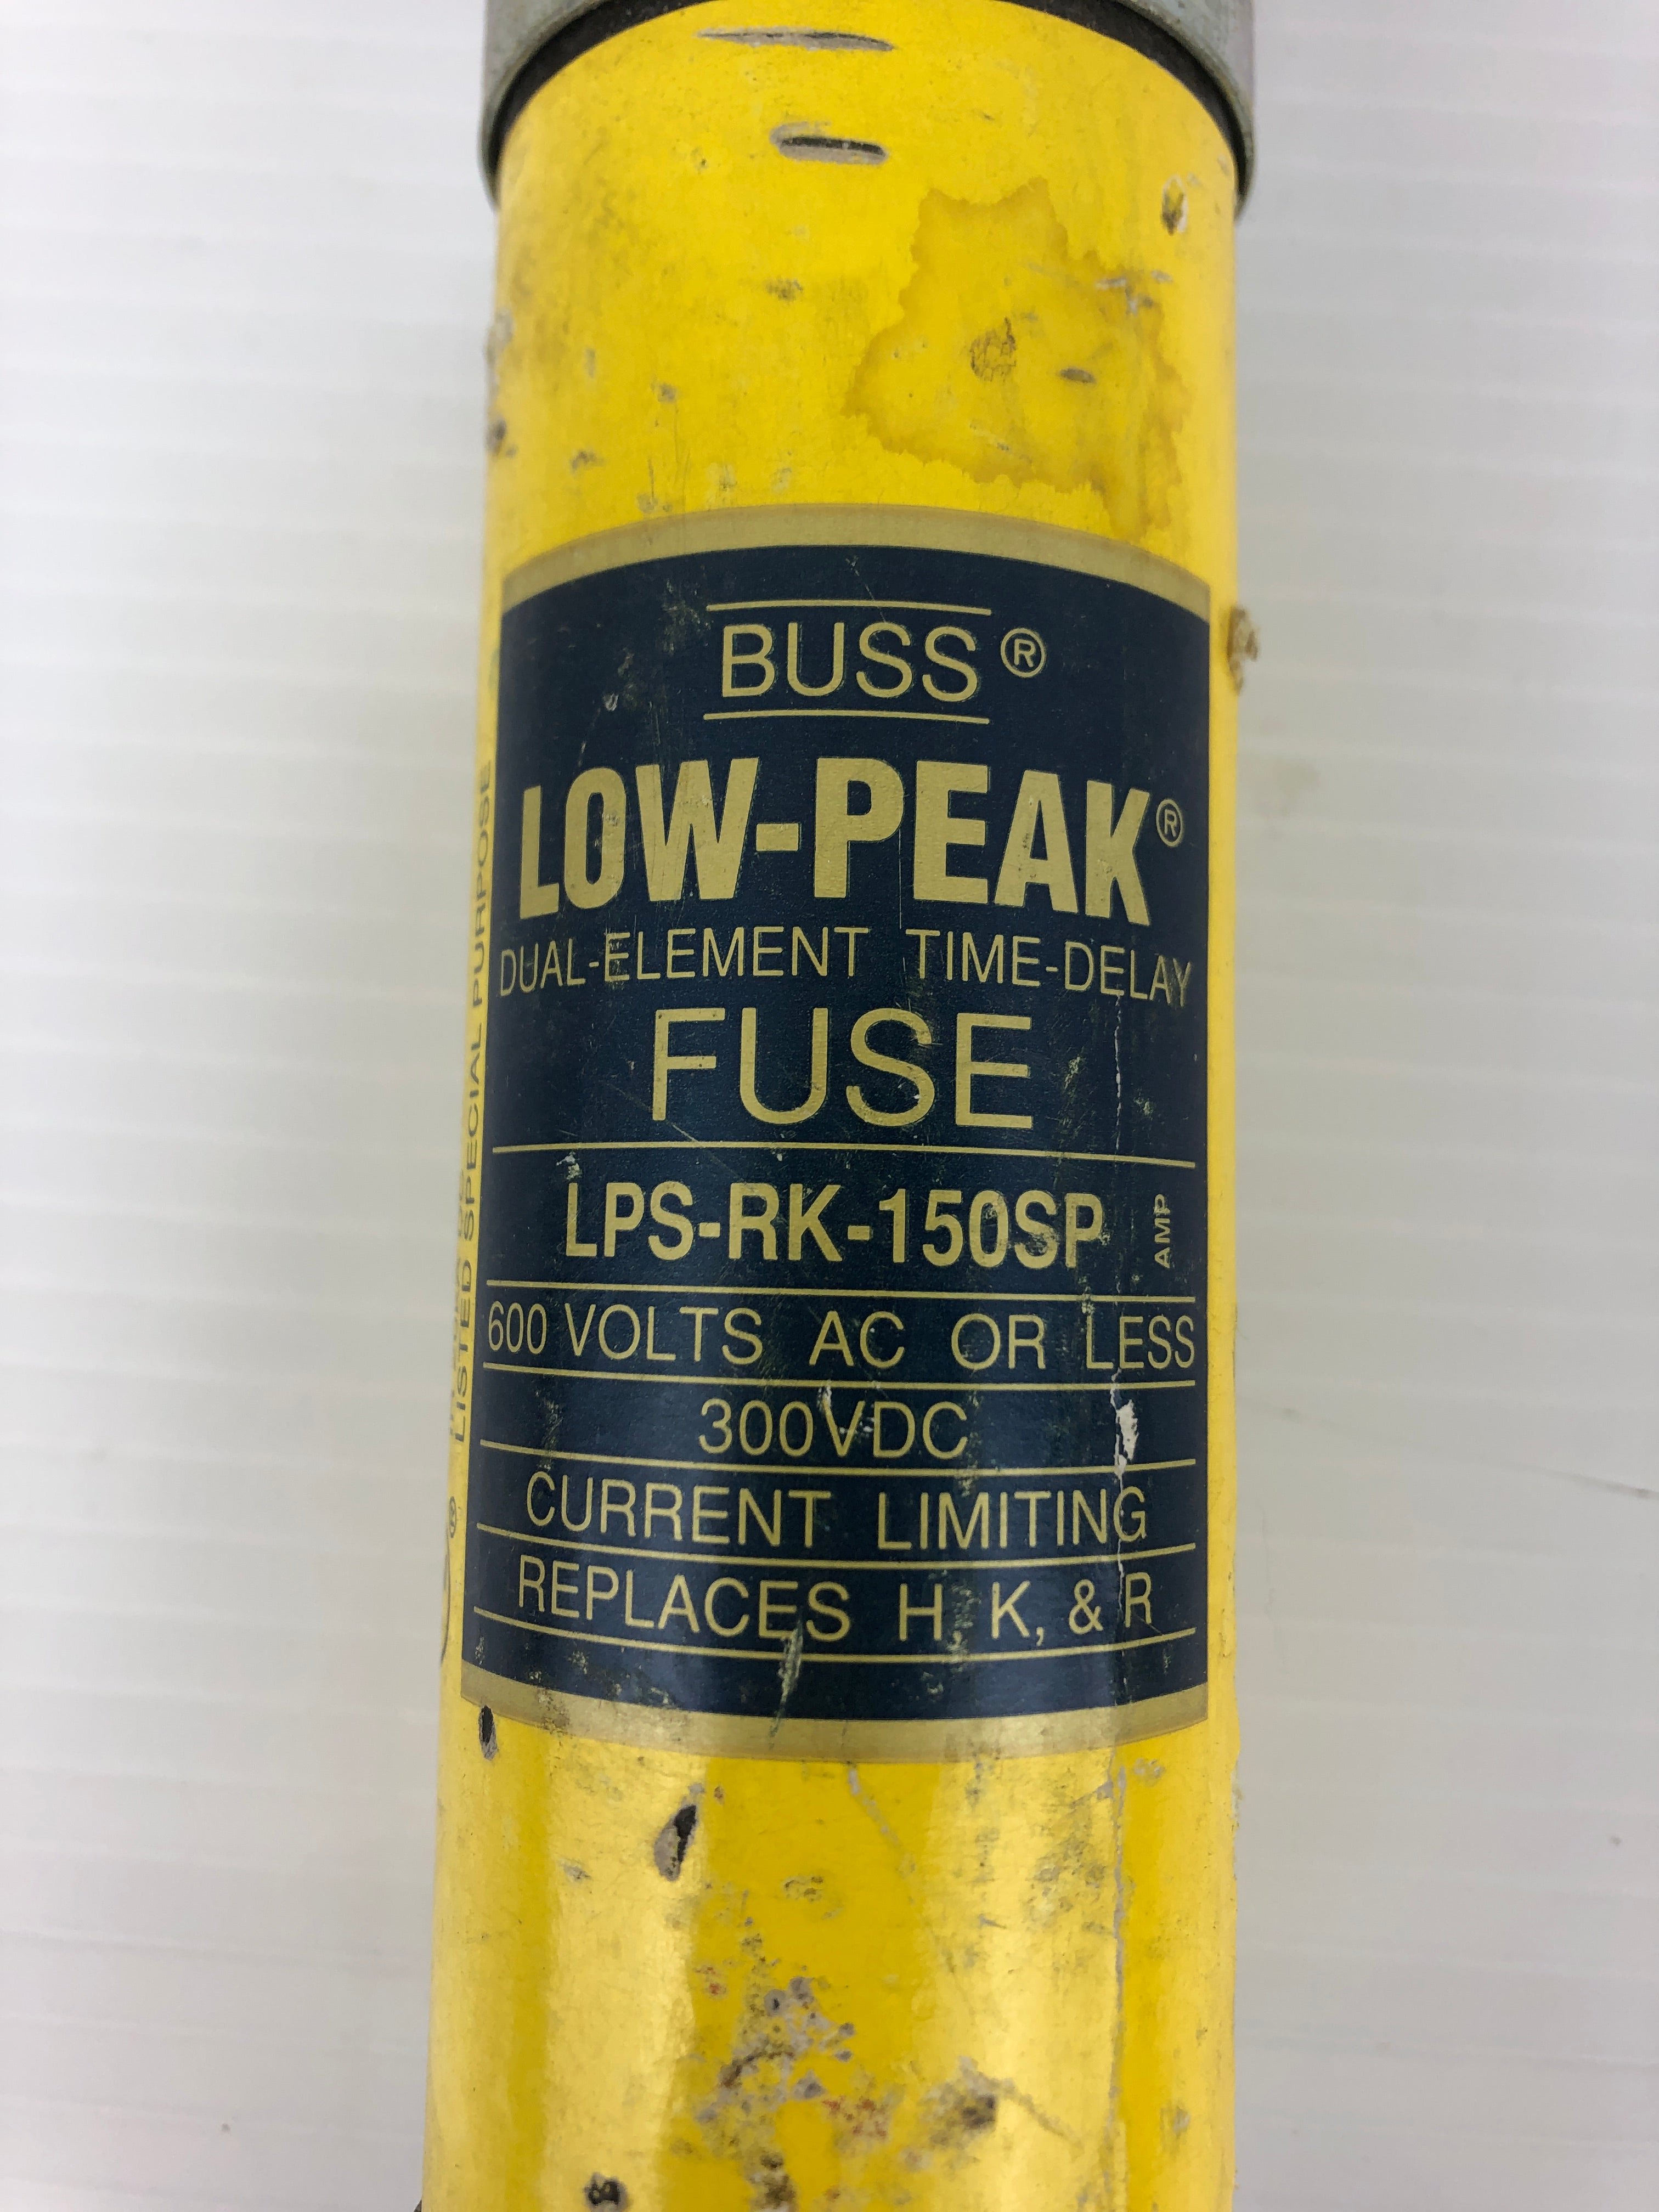 BUSS®
LOW-PEAK®
DUAL-ELEMENT TIME-DELAY
FUSE
LPS-RK-150SP AMP
600 VOLTS AC OR LESS
300VDC
CURRENT LIMITING
REPLACES H, K, & R
LISTED SPECIAL PURPOSE
®